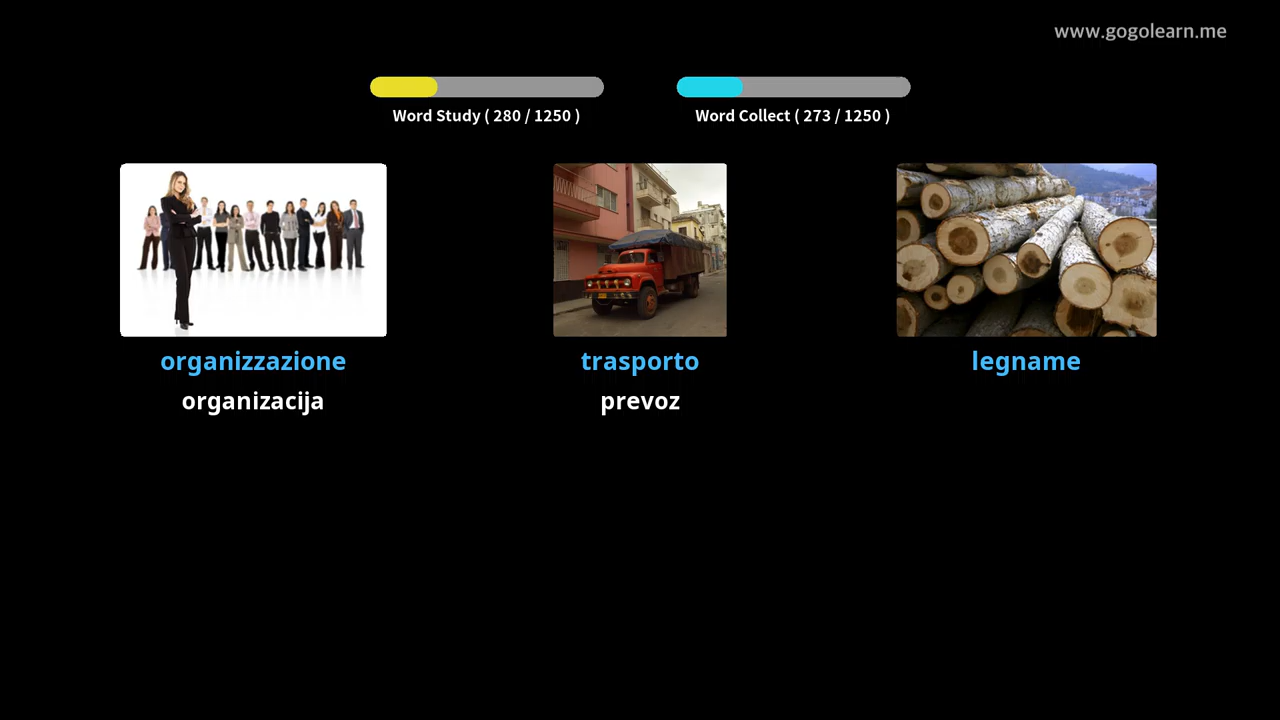 www.gogolearn.me
Word Study ( 280 / 1250 )
Word Collect ( 273 / 1250 )
organizzazione
trasporto
legname
organizacija
prevoz